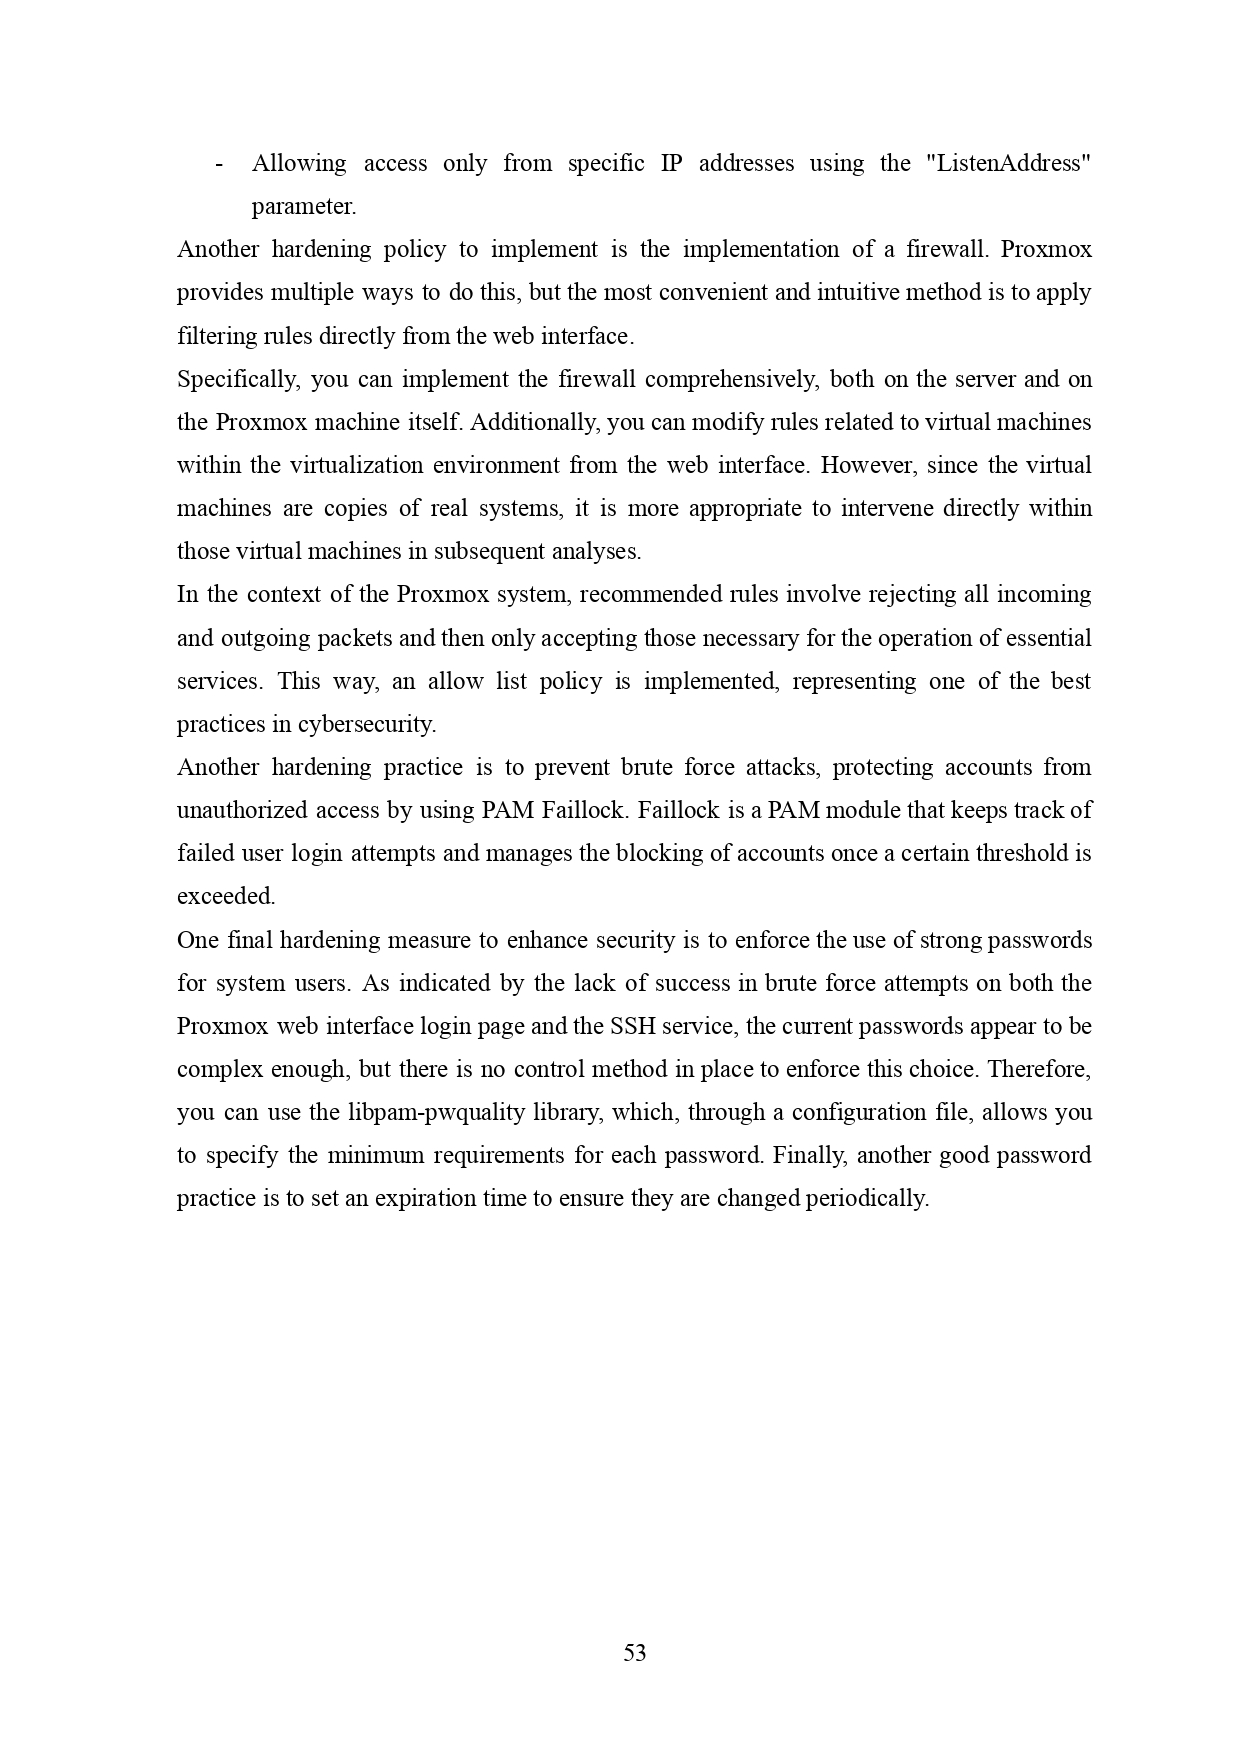 - Allowing access only from specific IP addresses using the "ListenAddress"
parameter.
Another hardening policy to implement is the implementation of a firewall. Proxmox
provides multiple ways to do this, but the most convenient and intuitive method is to apply
filtering rules directly from the web interface.
Specifically, you can implement the firewall comprehensively, both on the server and on
the Proxmox machine itself. Additionally, you can modify rules related to virtual machines
within the virtualization environment from the web interface. However, since the virtual
machines are copies of real systems, it is more appropriate to intervene directly within
those virtual machines in subsequent analyses.
In the context of the Proxmox system, recommended rules involve rejecting all incoming
and outgoing packets and then only accepting those necessary for the operation of essential
services. This way, an allow list policy is implemented, representing one of the best
practices in cybersecurity.
Another hardening practice is to prevent brute force attacks, protecting accounts from
unauthorized access by using PAM Faillock. Faillock is a PAM module that keeps track of
failed user login attempts and manages the blocking of accounts once a certain threshold is
exceeded.
One final hardening measure to enhance security is to enforce the use of strong passwords
for system users. As indicated by the lack of success in brute force attempts on both the
Proxmox web interface login page and the SSH service, the current passwords appear to be
complex enough, but there is no control method in place to enforce this choice. Therefore,
you can use the libpam-pwquality library, which, through a configuration file, allows you
to specify the minimum requirements for each password. Finally, another good password
practice is to set an expiration time to ensure they are changed periodically.
53